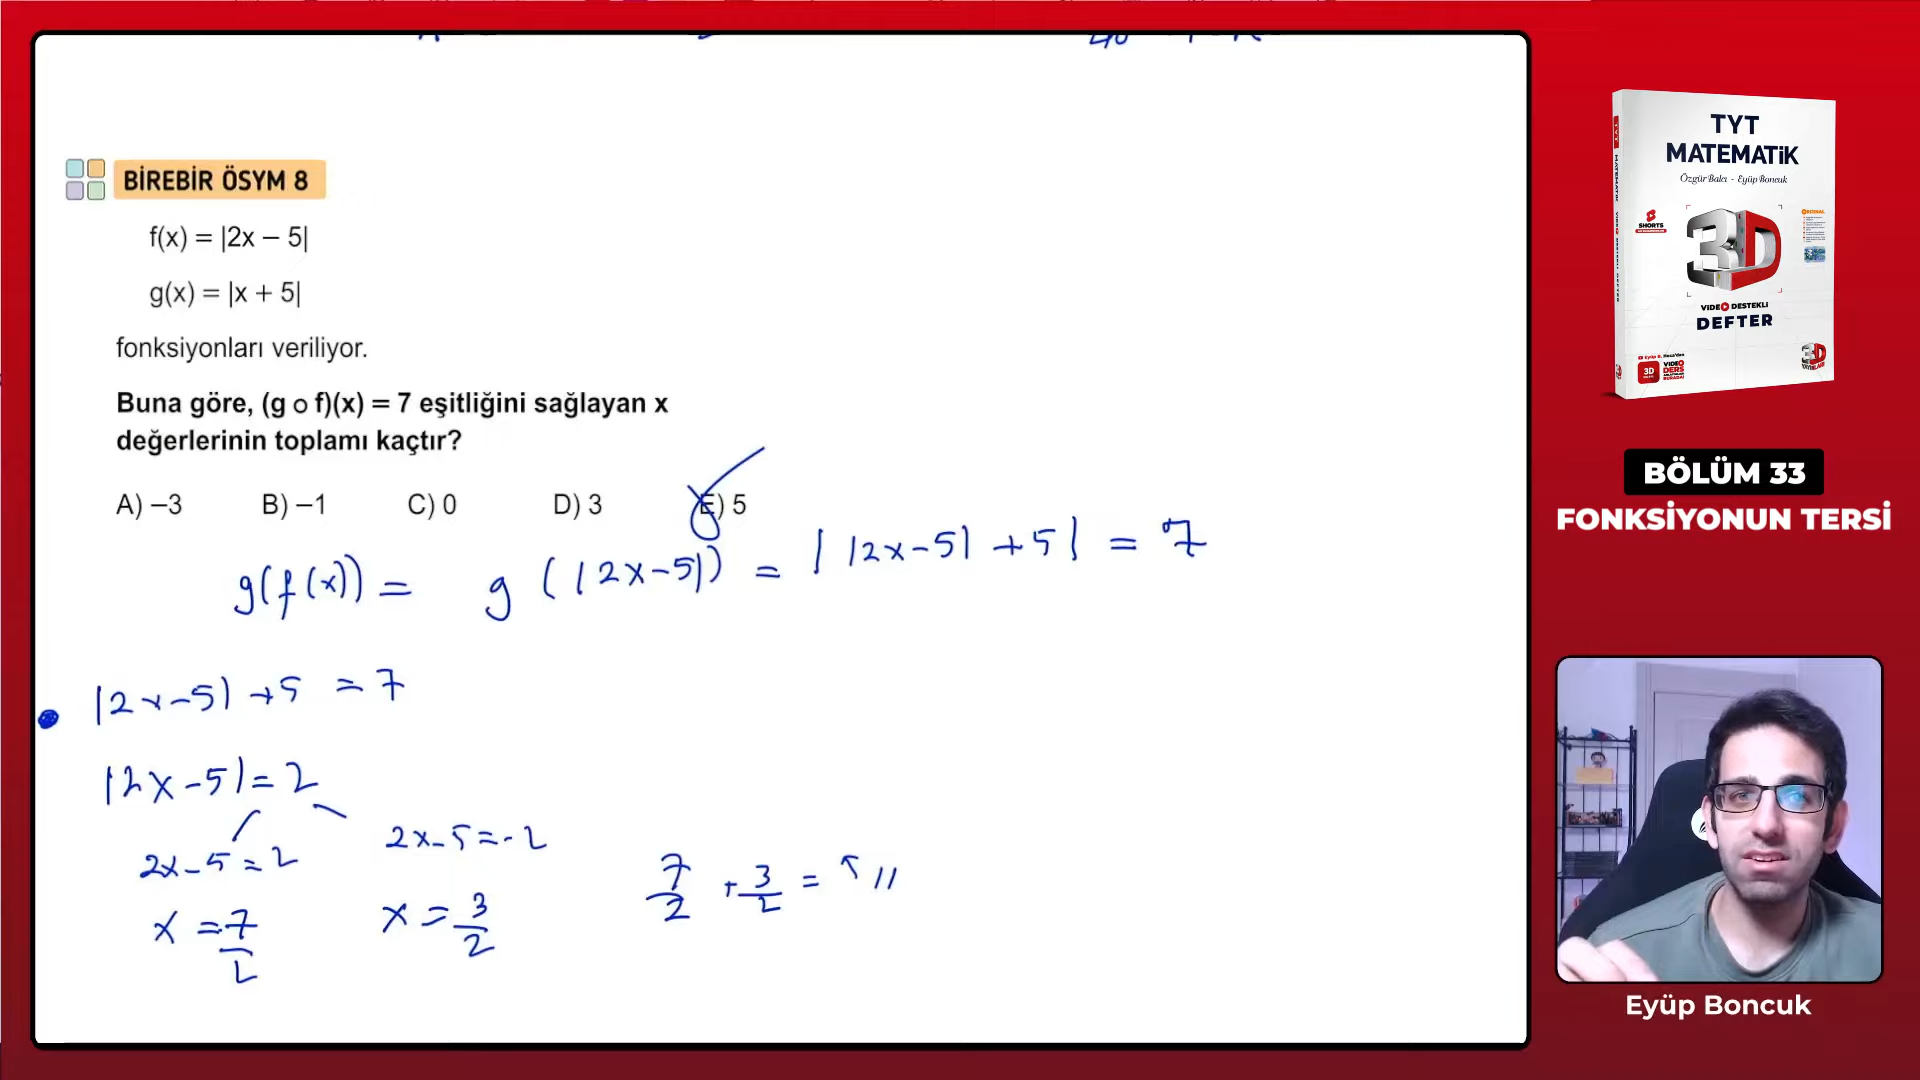 BİREBİR ÖSYM 8
f(x) = |2x – 5|
g(x) = |x + 5|
fonksiyonları veriliyor.
Buna göre, (g o f)(x) = 7 eşitliğini sağlayan x
değerlerinin toplamı kaçtır?
A) –3 B) –1 C) 0 D) 3 E) 5
g(f(x)) = g(|2x-5|) = ||2x-5| +5| = 7
|2x-5| +5 = 7
|2x-5| = 2
2x-5 = 2 2x-5 = -2
x = 7/2 x = 3/2 7/2 + 3/2 = 5 //
TYT
MATEMATİK
Özgür Balcı - Eyüp Boncuk
SHORTS
3D
VIDEO DESTEKLİ
DEFTER
BÖLÜM 33
FONKSİYONUN TERSİ
Eyüp Boncuk